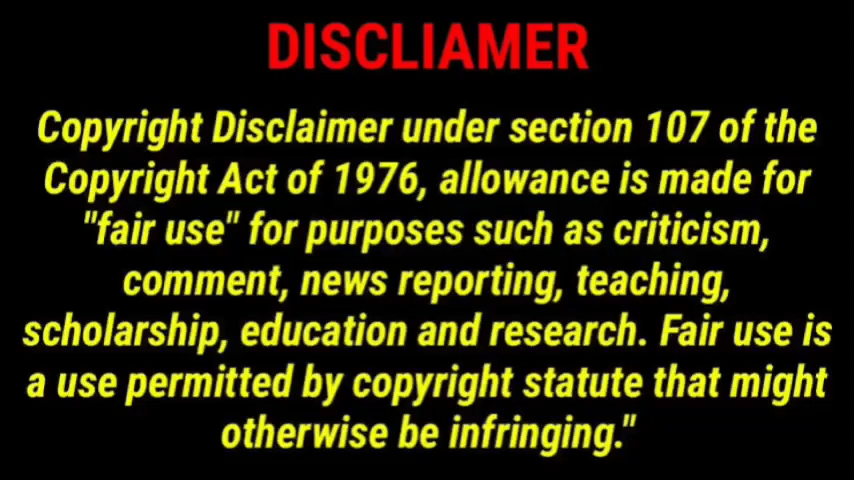 DISCLIAMER
Copyright Disclaimer under section 107 of the
Copyright Act of 1976, allowance is made for
"fair use" for purposes such as criticism,
comment, news reporting, teaching,
scholarship, education and research. Fair use is
a use permitted by copyright statute that might
otherwise be infringing."